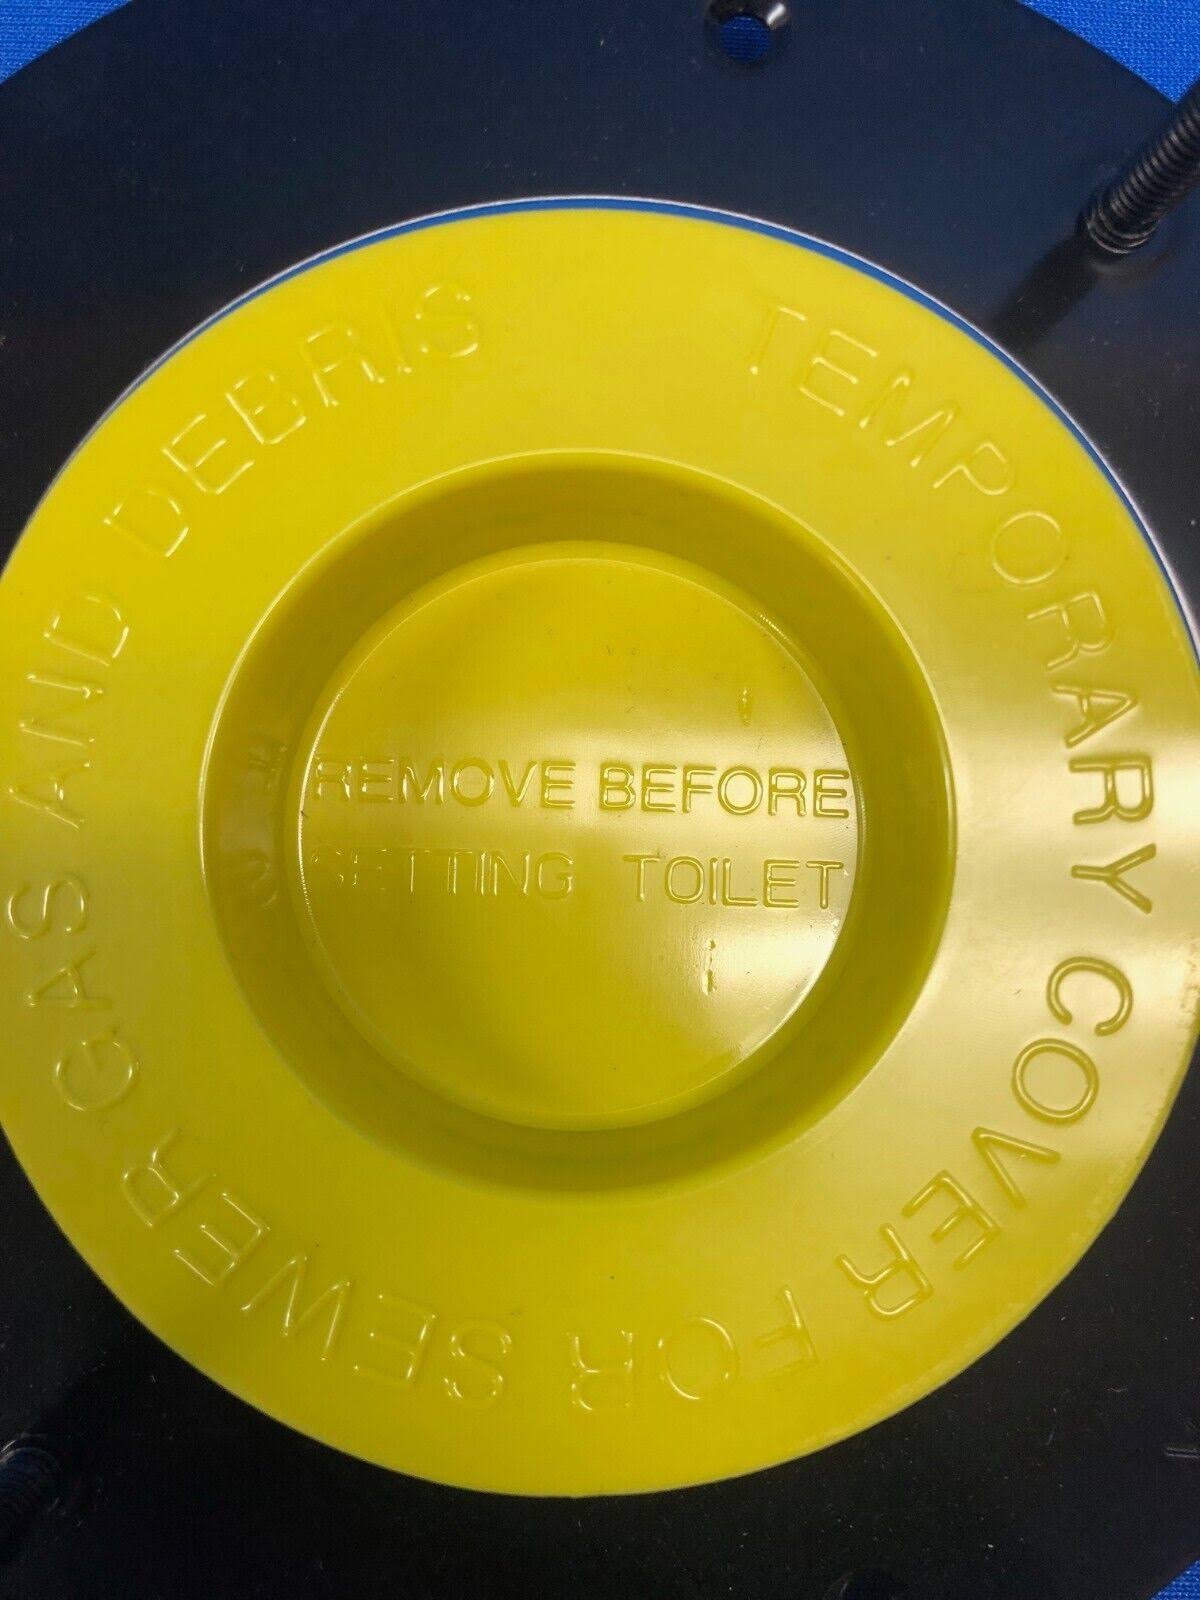 TEMPORARY COVER FOR SEWER GAS AND DEBRIS
REMOVE BEFORE
SETTING TOILET